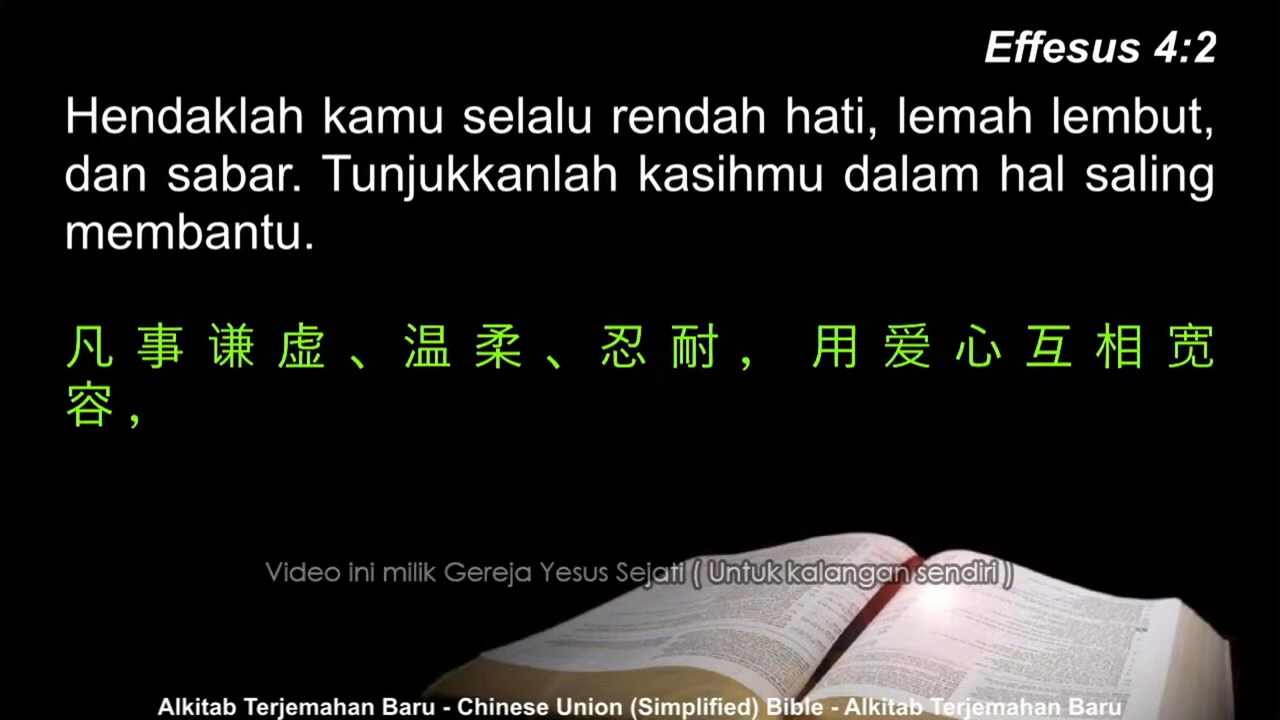 Effesus 4:2
Hendaklah kamu selalu rendah hati, lemah lembut,
dan sabar. Tunjukkanlah kasihmu dalam hal saling
membantu.
凡事谦虚、温柔、忍耐，用爱心互相宽
容，
Video ini milik Gereja Yesus Sejati ( Untuk kalangan sendiri )
Alkitab Terjemahan Baru - Chinese Union (Simplified) Bible - Alkitab Terjemahan Baru